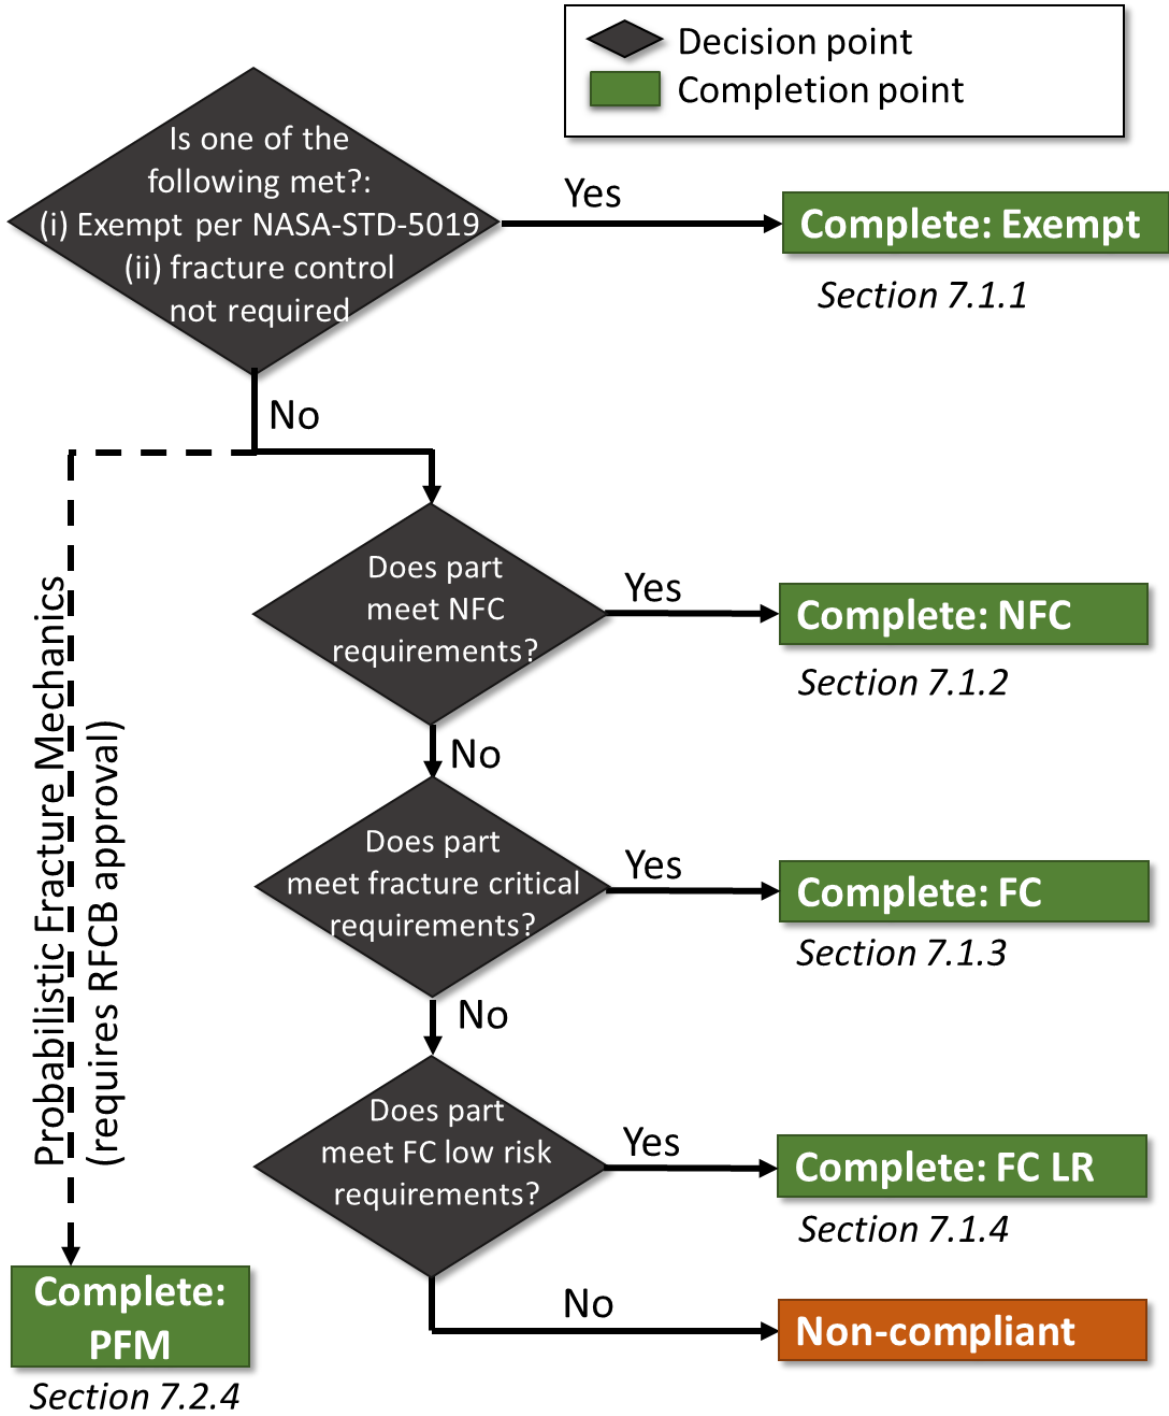 Decision point
Completion point
Is one of the
following met?:
(i) Exempt per NASA-STD-5019
(ii) fracture control
not required
Yes
Complete: Exempt
Section 7.1.1
No
Does part
meet NFC
requirements?
Yes
Complete: NFC
Section 7.1.2
No
Does part
meet fracture critical
requirements?
Yes
Complete: FC
Section 7.1.3
No
Does part
meet FC low risk
requirements?
Yes
Complete: FC LR
Section 7.1.4
No
Non-compliant
Probabilistic Fracture Mechanics
(requires RFCB approval)
Complete:
PFM
Section 7.2.4